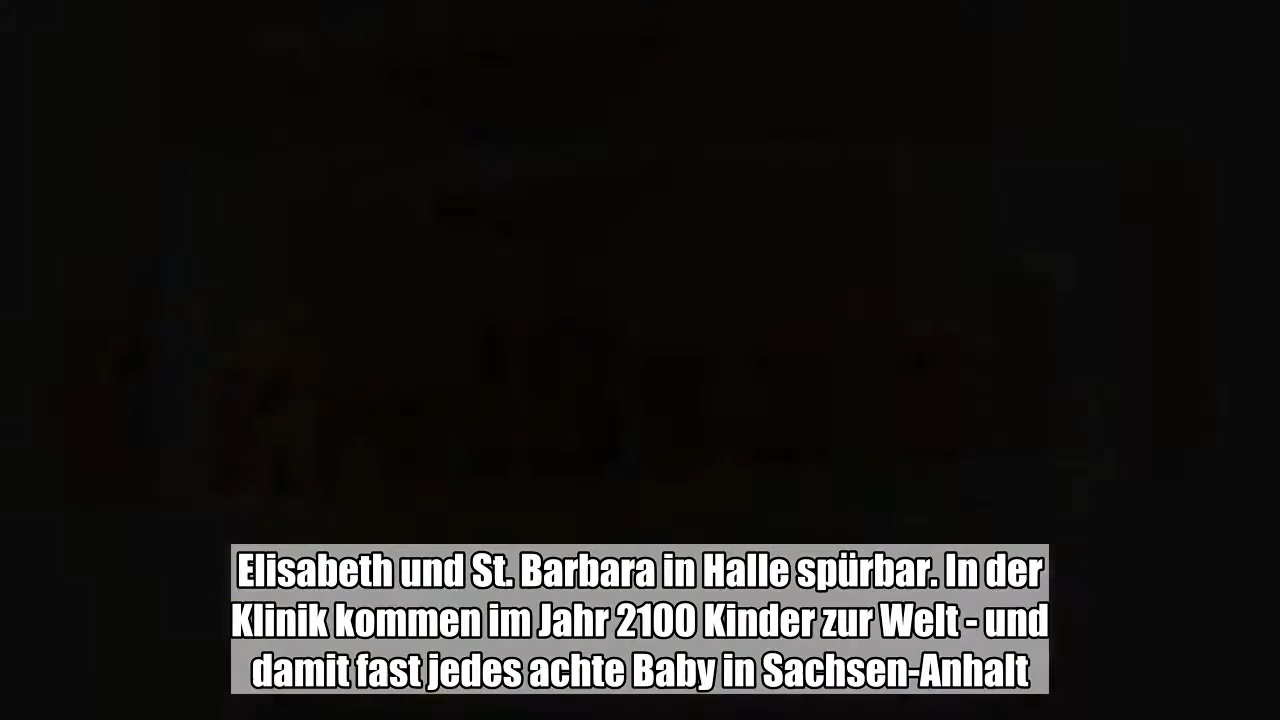 Elisabeth und St. Barbara in Halle spürbar. In der
Klinik kommen im Jahr 2100 Kinder zur Welt - und
damit fast jedes achte Baby in Sachsen-Anhalt